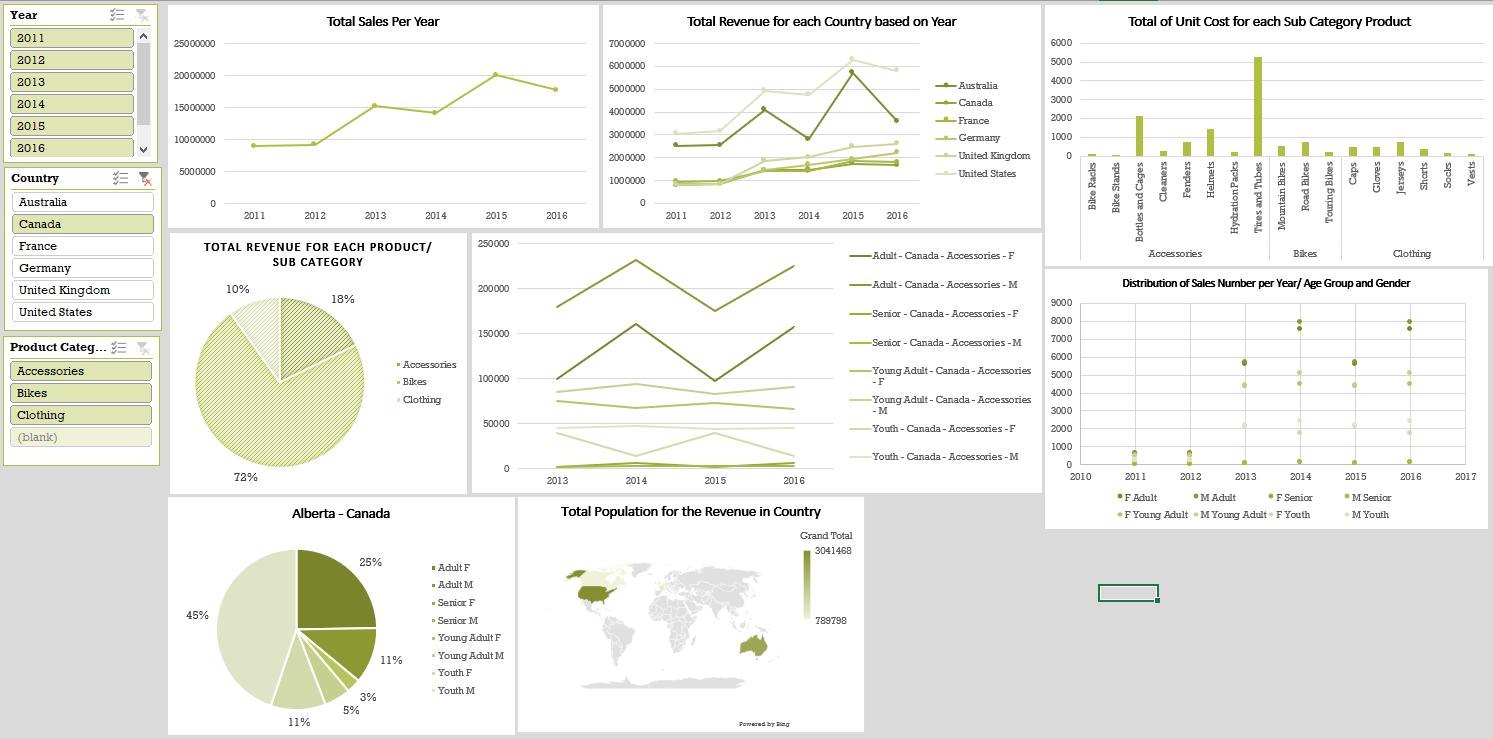 Year
2011
2012
2013
2014
2015
2016
Country
Australia
Canada
France
Germany
United Kingdom
United States
Product Categ...
Accessories
Bikes
Clothing
(blank)
Total Sales Per Year
25000000
20000000
15000000
10000000
5000000
0
2011 2012 2013 2014 2015 2016
Total Revenue for each Country based on Year
7000000
6000000
5000000
4000000
3000000
2000000
1000000
0
2011 2012 2013 2014 2015 2016
Australia
Canada
France
Germany
United Kingdom
United States
Total of Unit Cost for each Sub Category Product
6000
5000
4000
3000
2000
1000
0
Bike Racks
Bike Stands
Bottles and Cages
Cleaners
Fenders
Helmets
Hydration Packs
Tires and Tubes
Mountain Bikes
Road Bikes
Touring Bikes
Caps
Gloves
Jerseys
Shorts
Socks
Vests
Accessories Bikes Clothing
TOTAL REVENUE FOR EACH PRODUCT/
SUB CATEGORY
10%
18%
72%
Accessories
Bikes
Clothing
250000
200000
150000
100000
50000
0
2013 2014 2015 2016
Adult - Canada - Accessories - F
Adult - Canada - Accessories - M
Senior - Canada - Accessories - F
Senior - Canada - Accessories - M
Young Adult - Canada - Accessories
- F
Young Adult - Canada - Accessories
- M
Youth - Canada - Accessories - F
Youth - Canada - Accessories - M
Distribution of Sales Number per Year/ Age Group and Gender
9000
8000
7000
6000
5000
4000
3000
2000
1000
0
2010 2011 2012 2013 2014 2015 2016 2017
F Adult M Adult F Senior M Senior
F Young Adult M Young Adult F Youth M Youth
Alberta - Canada
25%
45%
11%
3%
5%
11%
Adult F
Adult M
Senior F
Senior M
Young Adult F
Young Adult M
Youth F
Youth M
Total Population for the Revenue in Country
Grand Total
3041468
789798
Powered by Bing